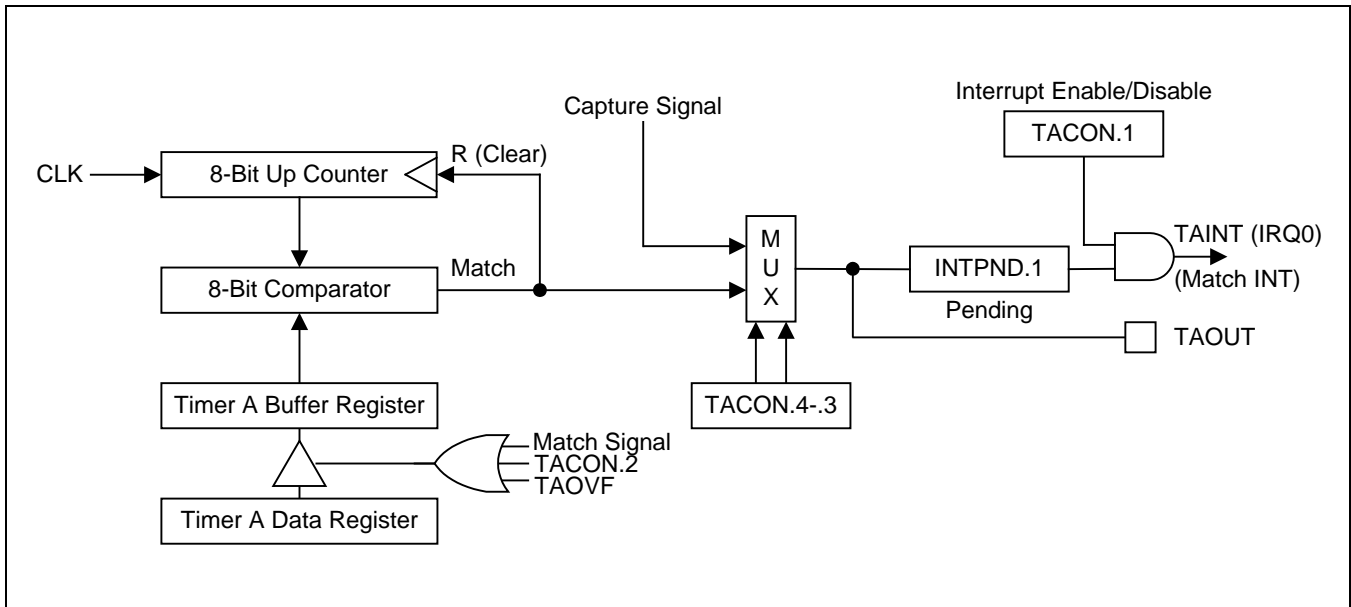 Interrupt Enable/Disable
Capture Signal
TACON.1
R (Clear)
CLK
8-Bit Up Counter
M
U
X
TAINT (IRQ0)
Match
8-Bit Comparator
INTPND.1
(Match INT)
Pending
TAOUT
Timer A Buffer Register
TACON.4-.3
Match Signal
TACON.2
TAOVF
Timer A Data Register